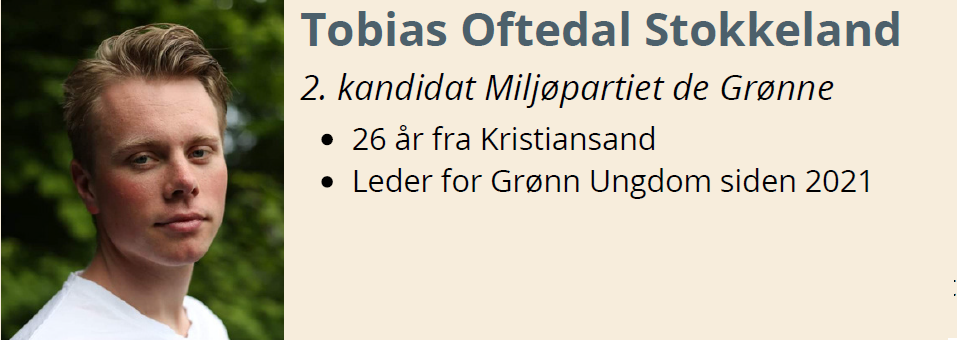 Tobias Oftedal Stokkeland
2. kandidat Miljøpartiet de Grønne
• 26 år fra Kristiansand
• Leder for Grønn Ungdom siden 2021